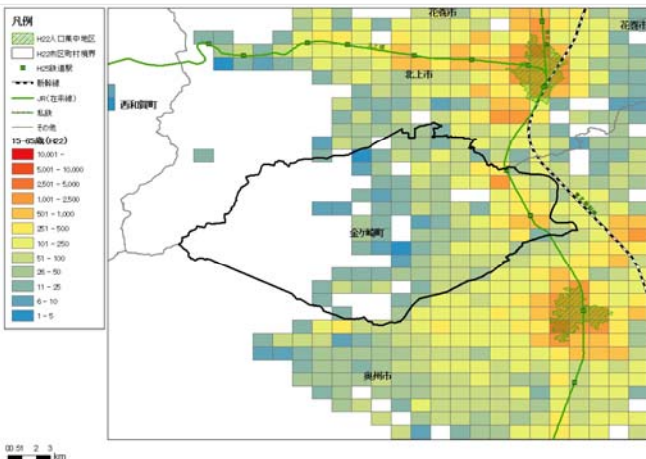 凡例
H22人口集中地区
H22市区町村境界
H25鉄道駅
新幹線
JR(在来線)
私鉄
その他
15-65歳(H22)
10,001 -
5,001 - 10,000
2,501 - 5,000
1,001 - 2,500
501 - 1,000
251 - 500
101 - 250
51 - 100
26 - 50
11 - 25
6 - 10
1 - 5
花巻市
花巻市
北上市
西和賀町
金ケ崎町
奥州市
00.51 2 3
km